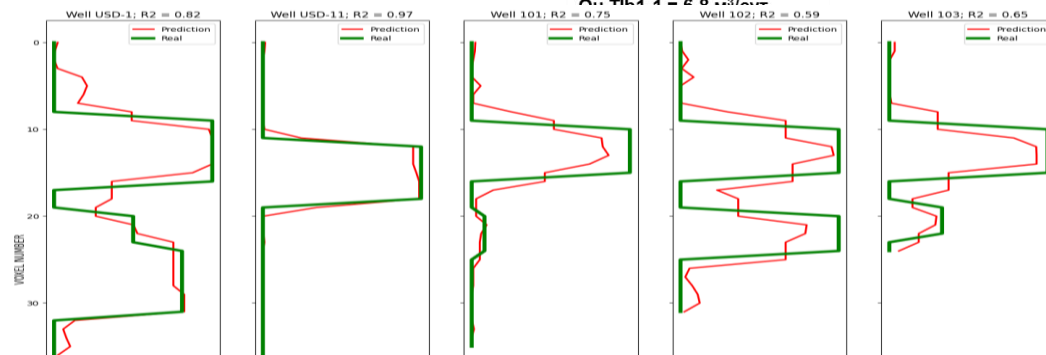 Well USD-1; R2 = 0.82
Prediction
Real
Well USD-11; R2 = 0.97
Prediction
Real
Well 101; R2 = 0.75
Prediction
Real
Well 102; R2 = 0.59
Prediction
Real
Well 103; R2 = 0.65
Prediction
Real
0
10
20
30
VOXEL NUMBER